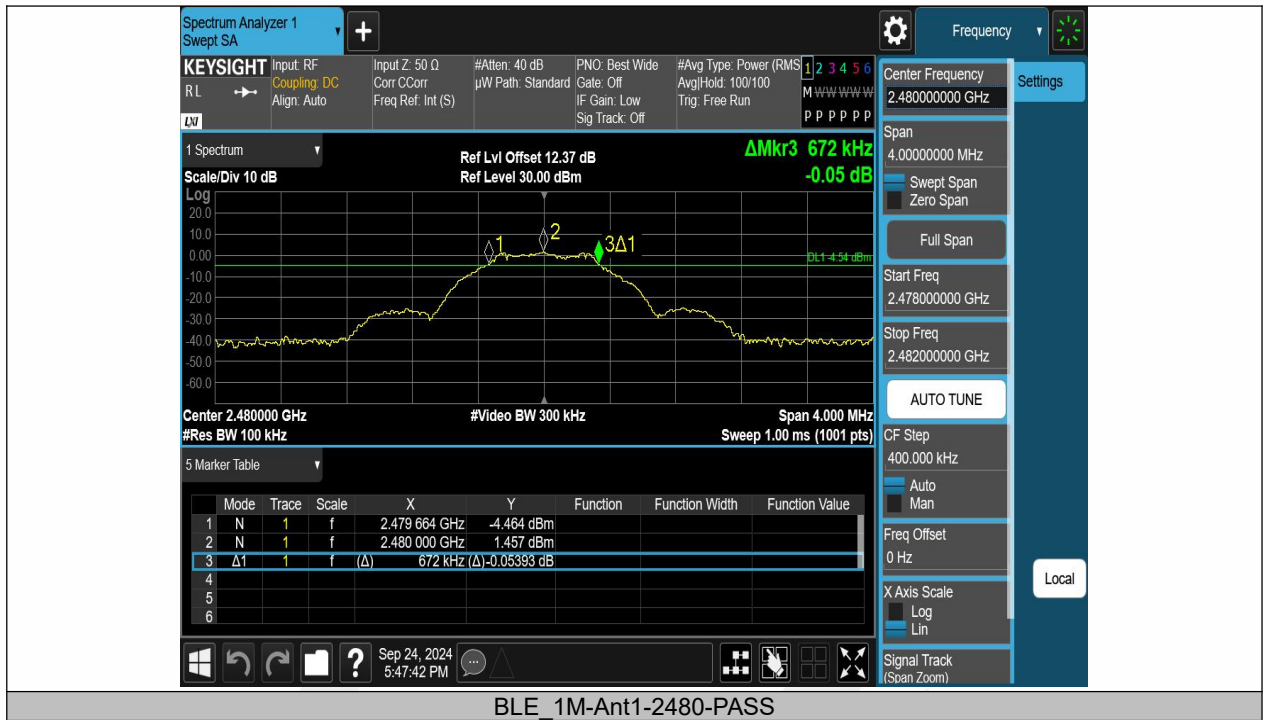 Spectrum Analyzer 1
Swept SA
+
Frequency
KEYSIGHT
RL
LXI
Input: RF
Coupling: DC
Align: Auto
Input Z: 50 Ω
Corr CCorr
Freq Ref: Int (S)
#Atten: 40 dB
µW Path: Standard
PNO: Best Wide
Gate: Off
IF Gain: Low
Sig Track: Off
#Avg Type: Power (RMS
Avg|Hold: 100/100
Trig: Free Run
1 2 3 4 5 6
M W W W W W
P P P P P P
1 Spectrum
Scale/Div 10 dB
Ref Lvl Offset 12.37 dB
Ref Level 30.00 dBm
ΔMkr3 672 kHz
-0.05 dB
Log
20.0
10.0
0.00
-10.0
-20.0
-30.0
-40.0
-50.0
-60.0
1
2
3Δ1
DL1 -4.54 dBm
Center 2.480000 GHz
#Video BW 300 kHz
Span 4.000 MHz
#Res BW 100 kHz
Sweep 1.00 ms (1001 pts)
5 Marker Table
Mode Trace Scale X Y Function Function Width Function Value
1 N 1 f 2.479 664 GHz -4.464 dBm
2 N 1 f 2.480 000 GHz 1.457 dBm
3 Δ1 1 f (Δ) 672 kHz (Δ) -0.05393 dB
4
5
6
?
Sep 24, 2024
5:47:42 PM
Center Frequency
2.480000000 GHz
Settings
Span
4.00000000 MHz
Swept Span
Zero Span
Full Span
Start Freq
2.478000000 GHz
Stop Freq
2.482000000 GHz
AUTO TUNE
CF Step
400.000 kHz
Auto
Man
Freq Offset
0 Hz
X Axis Scale
Log
Lin
Local
Signal Track
(Span Zoom)
BLE_1M-Ant1-2480-PASS